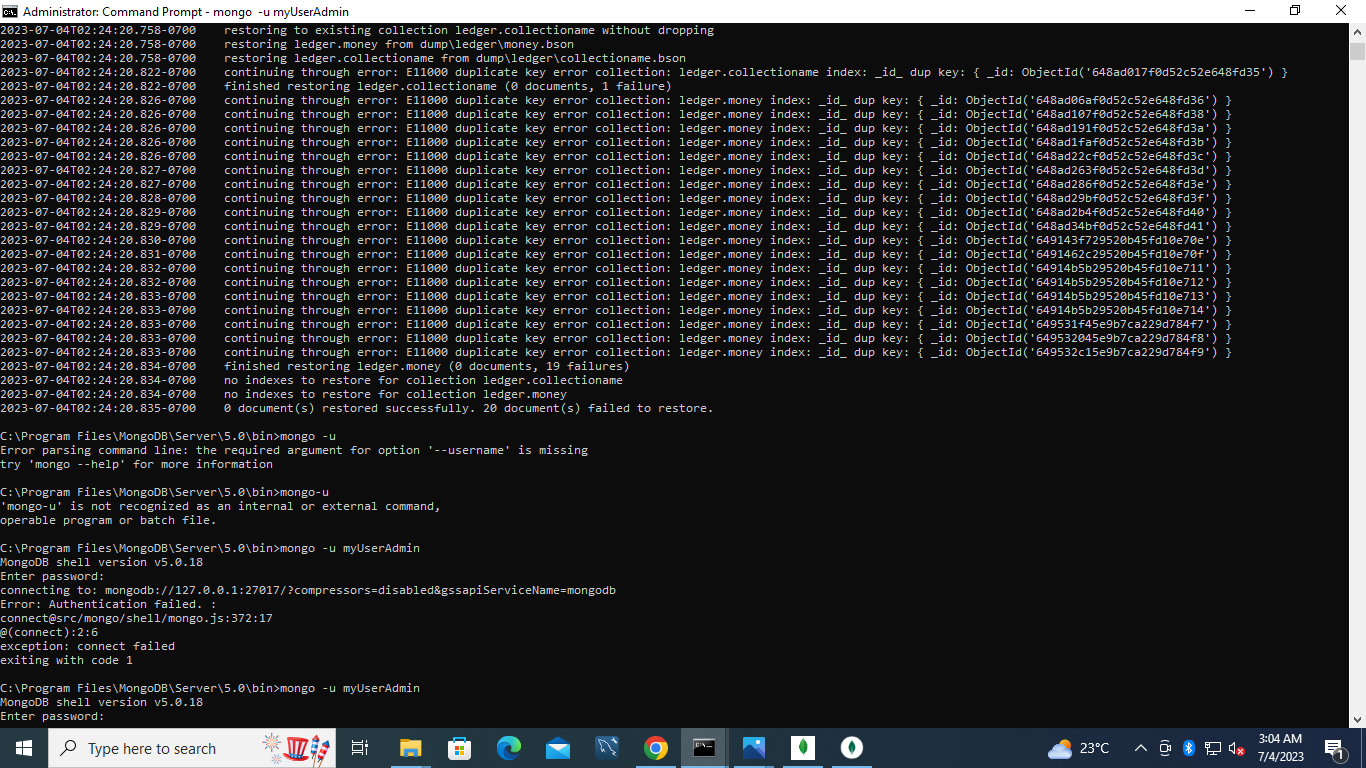 Administrator: Command Prompt - mongo  -u myUserAdmin
2023-07-04T02:24:20.758-0700    restoring to existing collection ledger.collectioname without dropping
2023-07-04T02:24:20.758-0700    restoring ledger.money from dump\ledger\money.bson
2023-07-04T02:24:20.758-0700    restoring ledger.collectioname from dump\ledger\collectioname.bson
2023-07-04T02:24:20.822-0700    continuing through error: E11000 duplicate key error collection: ledger.collectioname index: _id_ dup key: { _id: ObjectId('648ad017f0d52c52e648fd35') }
2023-07-04T02:24:20.822-0700    finished restoring ledger.collectioname (0 documents, 1 failure)
2023-07-04T02:24:20.826-0700    continuing through error: E11000 duplicate key error collection: ledger.money index: _id_ dup key: { _id: ObjectId('648ad06af0d52c52e648fd36') }
2023-07-04T02:24:20.826-0700    continuing through error: E11000 duplicate key error collection: ledger.money index: _id_ dup key: { _id: ObjectId('648ad107f0d52c52e648fd38') }
2023-07-04T02:24:20.826-0700    continuing through error: E11000 duplicate key error collection: ledger.money index: _id_ dup key: { _id: ObjectId('648ad191f0d52c52e648fd3a') }
2023-07-04T02:24:20.826-0700    continuing through error: E11000 duplicate key error collection: ledger.money index: _id_ dup key: { _id: ObjectId('648ad1faf0d52c52e648fd3b') }
2023-07-04T02:24:20.826-0700    continuing through error: E11000 duplicate key error collection: ledger.money index: _id_ dup key: { _id: ObjectId('648ad22cf0d52c52e648fd3c') }
2023-07-04T02:24:20.826-0700    continuing through error: E11000 duplicate key error collection: ledger.money index: _id_ dup key: { _id: ObjectId('648ad263f0d52c52e648fd3d') }
2023-07-04T02:24:20.827-0700    continuing through error: E11000 duplicate key error collection: ledger.money index: _id_ dup key: { _id: ObjectId('648ad286f0d52c52e648fd3e') }
2023-07-04T02:24:20.828-0700    continuing through error: E11000 duplicate key error collection: ledger.money index: _id_ dup key: { _id: ObjectId('648ad29bf0d52c52e648fd3f') }
2023-07-04T02:24:20.829-0700    continuing through error: E11000 duplicate key error collection: ledger.money index: _id_ dup key: { _id: ObjectId('648ad2b4f0d52c52e648fd40') }
2023-07-04T02:24:20.829-0700    continuing through error: E11000 duplicate key error collection: ledger.money index: _id_ dup key: { _id: ObjectId('648ad34bf0d52c52e648fd41') }
2023-07-04T02:24:20.830-0700    continuing through error: E11000 duplicate key error collection: ledger.money index: _id_ dup key: { _id: ObjectId('649143f729520b45fd10e70e') }
2023-07-04T02:24:20.831-0700    continuing through error: E11000 duplicate key error collection: ledger.money index: _id_ dup key: { _id: ObjectId('6491462c29520b45fd10e70f') }
2023-07-04T02:24:20.832-0700    continuing through error: E11000 duplicate key error collection: ledger.money index: _id_ dup key: { _id: ObjectId('64914b5b29520b45fd10e711') }
2023-07-04T02:24:20.832-0700    continuing through error: E11000 duplicate key error collection: ledger.money index: _id_ dup key: { _id: ObjectId('64914b5b29520b45fd10e712') }
2023-07-04T02:24:20.833-0700    continuing through error: E11000 duplicate key error collection: ledger.money index: _id_ dup key: { _id: ObjectId('64914b5b29520b45fd10e713') }
2023-07-04T02:24:20.833-0700    continuing through error: E11000 duplicate key error collection: ledger.money index: _id_ dup key: { _id: ObjectId('64914b5b29520b45fd10e714') }
2023-07-04T02:24:20.833-0700    continuing through error: E11000 duplicate key error collection: ledger.money index: _id_ dup key: { _id: ObjectId('649531f45e9b7ca229d784f7') }
2023-07-04T02:24:20.833-0700    continuing through error: E11000 duplicate key error collection: ledger.money index: _id_ dup key: { _id: ObjectId('649532045e9b7ca229d784f8') }
2023-07-04T02:24:20.833-0700    continuing through error: E11000 duplicate key error collection: ledger.money index: _id_ dup key: { _id: ObjectId('649532c15e9b7ca229d784f9') }
2023-07-04T02:24:20.834-0700    finished restoring ledger.money (0 documents, 19 failures)
2023-07-04T02:24:20.834-0700    no indexes to restore for collection ledger.collectioname
2023-07-04T02:24:20.834-0700    no indexes to restore for collection ledger.money
2023-07-04T02:24:20.835-0700    0 document(s) restored successfully. 20 document(s) failed to restore.
C:\Program Files\MongoDB\Server\5.0\bin>mongo -u
Error parsing command line: the required argument for option '--username' is missing
try 'mongo --help' for more information
C:\Program Files\MongoDB\Server\5.0\bin>mongo-u
'mongo-u' is not recognized as an internal or external command,
operable program or batch file.
C:\Program Files\MongoDB\Server\5.0\bin>mongo -u myUserAdmin
MongoDB shell version v5.0.18
Enter password:
connecting to: mongodb://127.0.0.1:27017/?compressors=disabled&gssapiServiceName=mongodb
Error: Authentication failed. :
connect@src/mongo/shell/mongo.js:372:17
@(connect):2:6
exception: connect failed
exiting with code 1
C:\Program Files\MongoDB\Server\5.0\bin>mongo -u myUserAdmin
MongoDB shell version v5.0.18
Enter password:
Type here to search
23°C
3:04 AM
7/4/2023
1